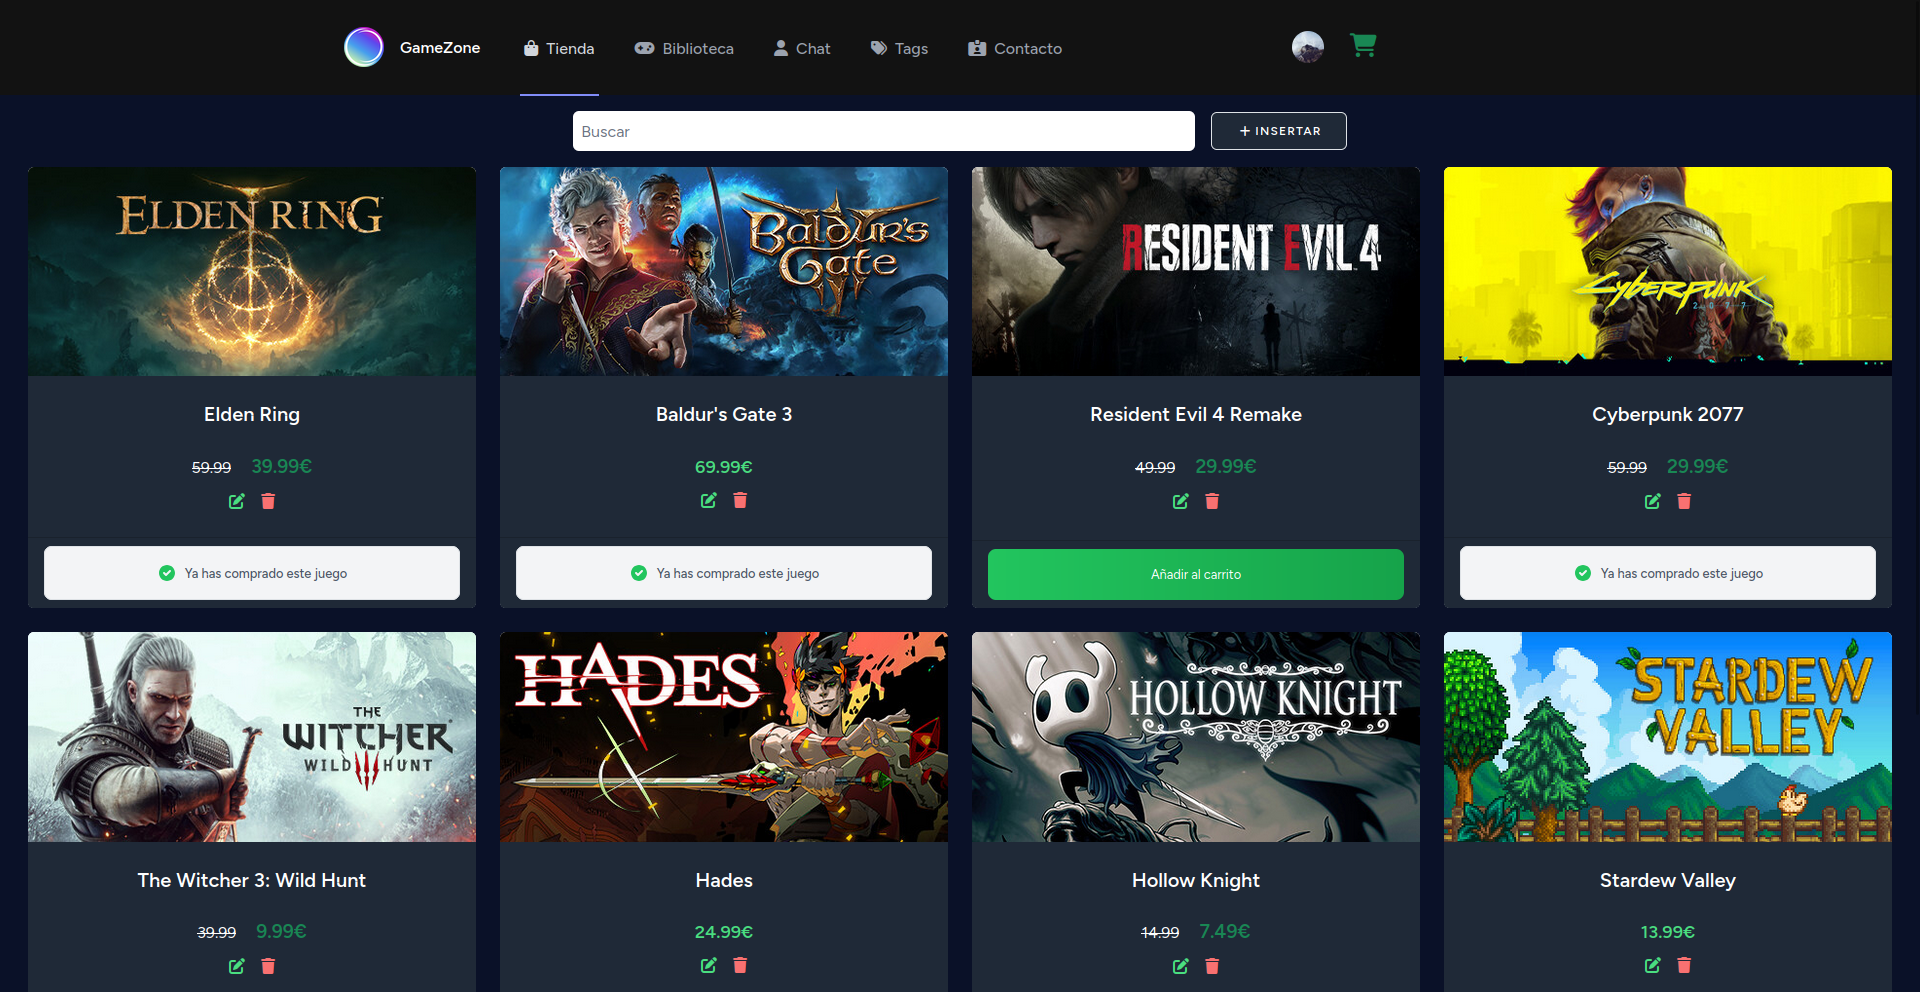 GameZone
Tienda
Biblioteca
Chat
Tags
Contacto
Buscar
+ INSERTAR
ELDEN RING
BALDUR'S GATE III
RESIDENT EVIL 4
Cyberpunk 2077
Elden Ring
Baldur's Gate 3
Resident Evil 4 Remake
Cyberpunk 2077
59.99 39.99€
69.99€
49.99 29.99€
59.99 29.99€
Ya has comprado este juego
Ya has comprado este juego
Añadir al carrito
Ya has comprado este juego
THE WITCHER III WILD HUNT
HADES
HOLLOW KNIGHT
STARDEW VALLEY
The Witcher 3: Wild Hunt
Hades
Hollow Knight
Stardew Valley
39.99 9.99€
24.99€
14.99 7.49€
13.99€